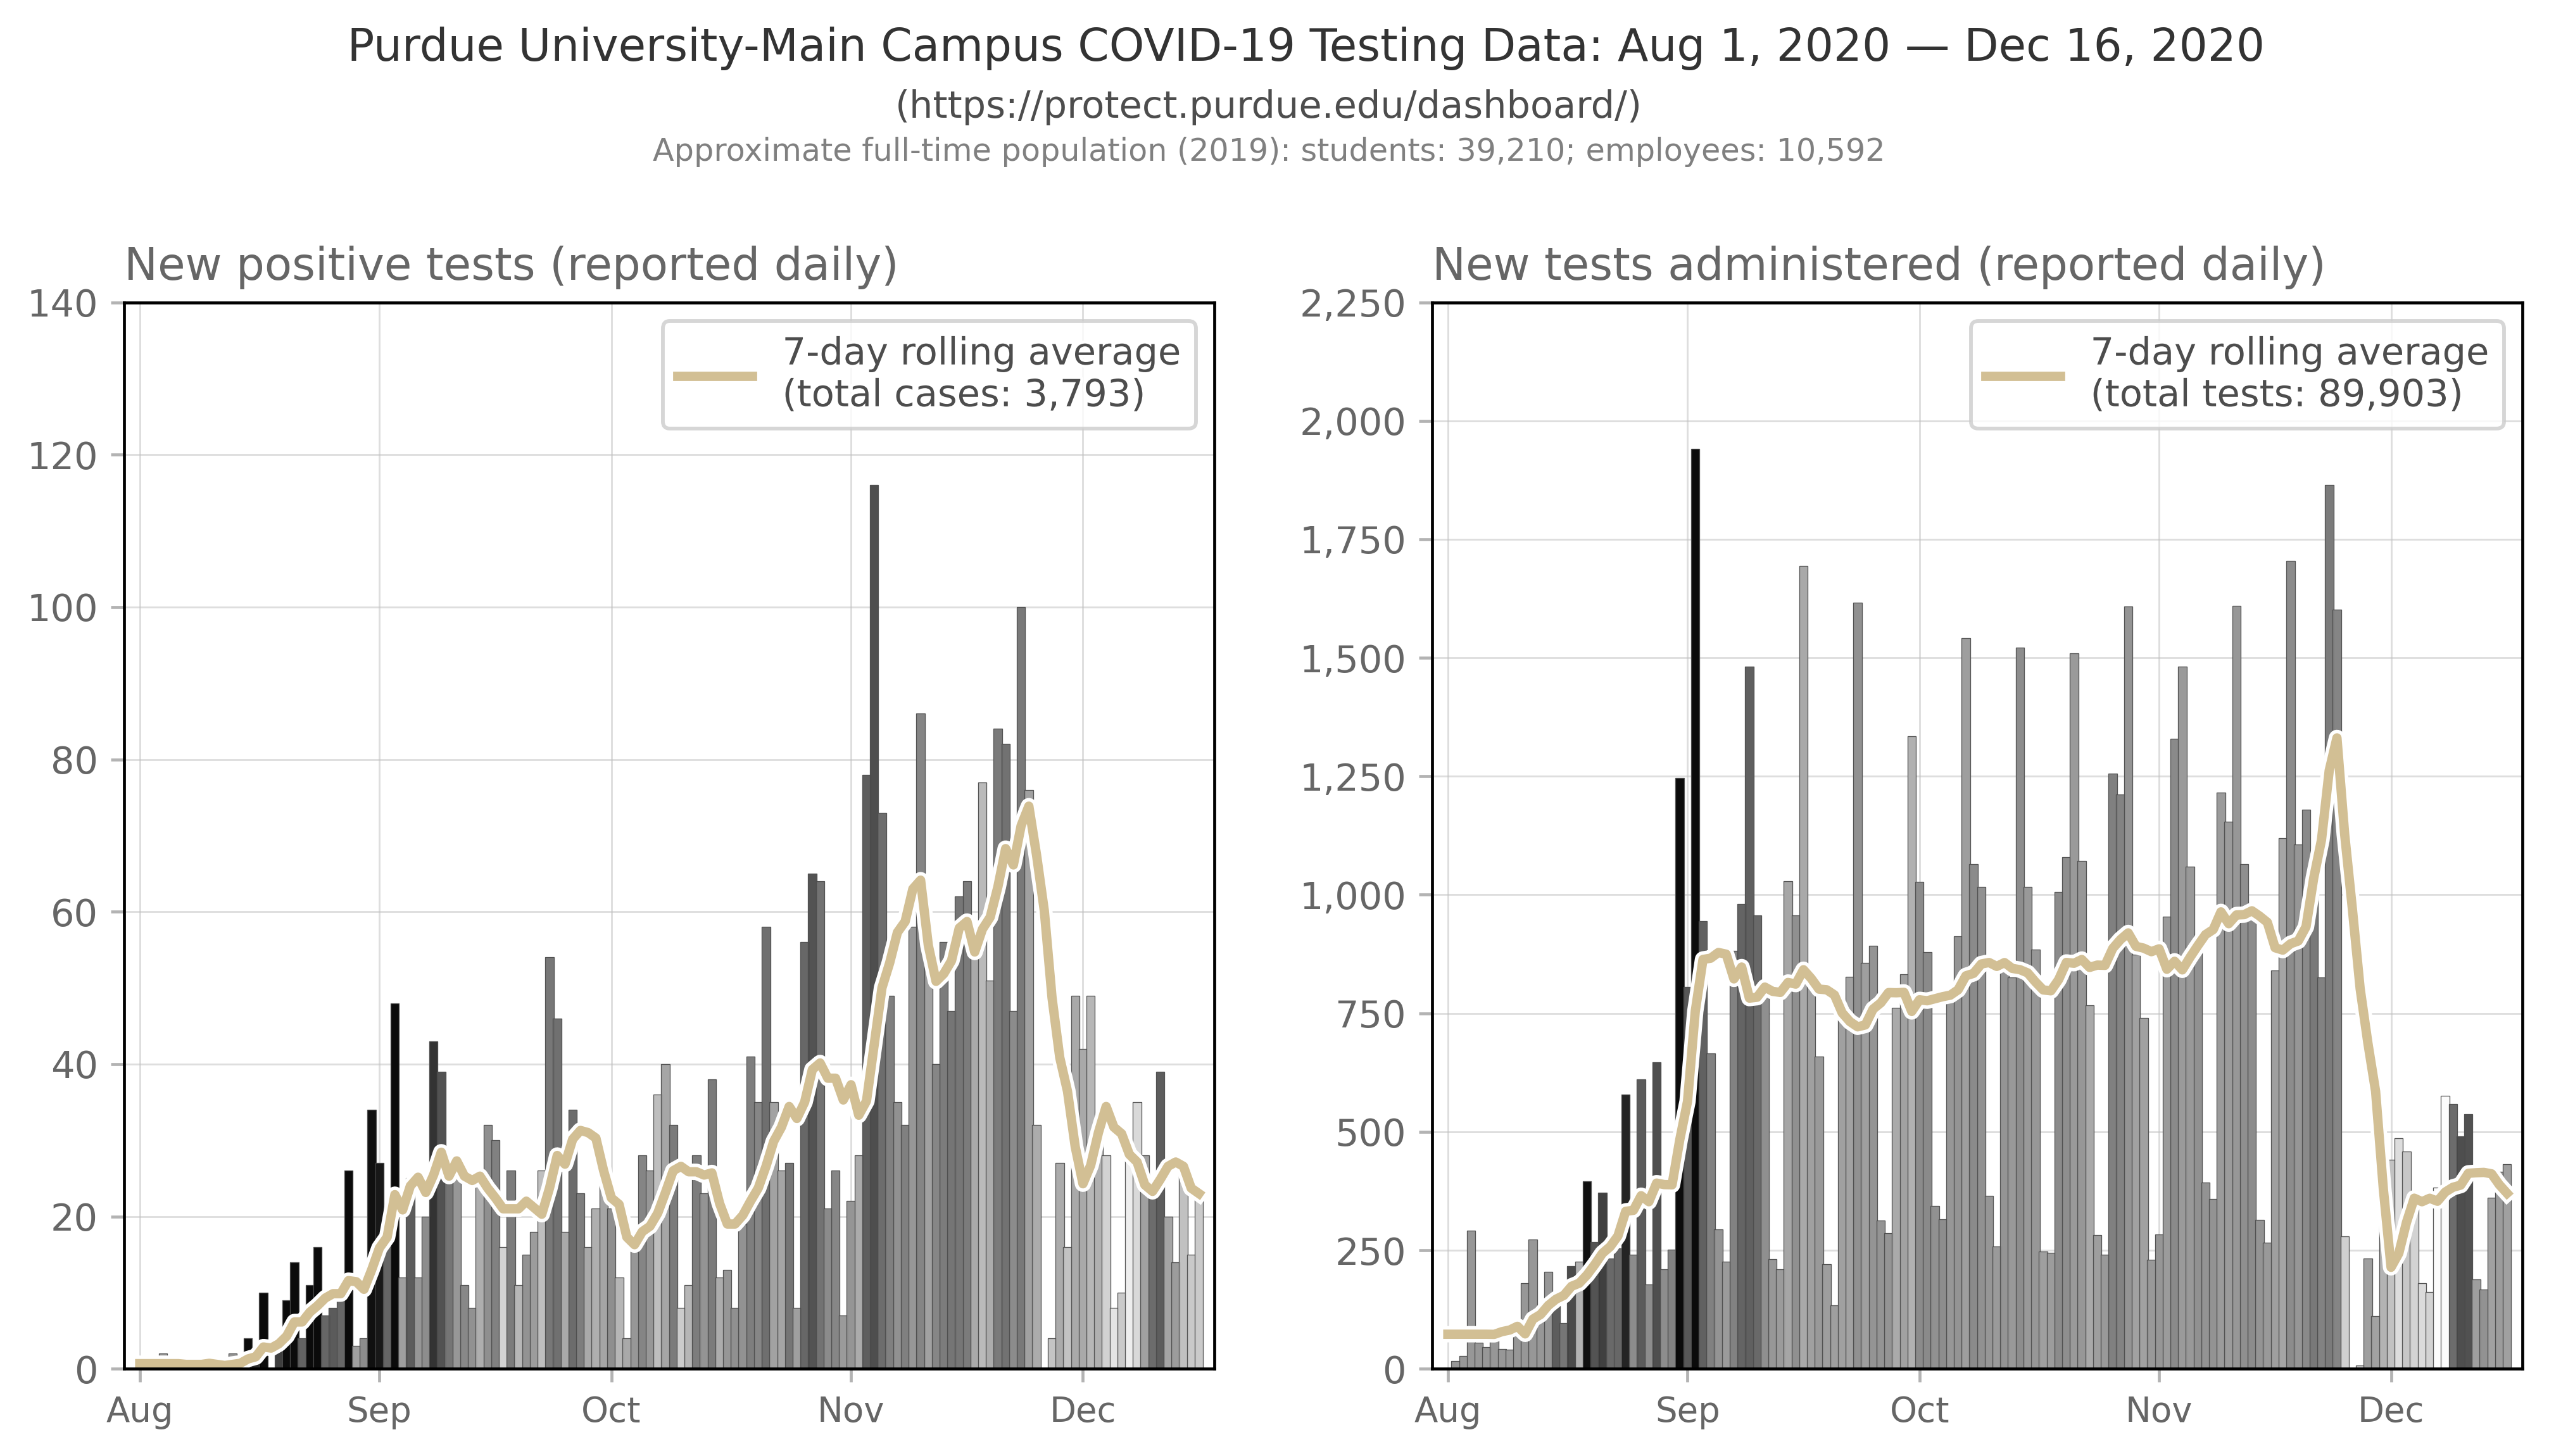 Purdue University-Main Campus COVID-19 Testing Data: Aug 1, 2020 — Dec 16, 2020
(https://protect.purdue.edu/dashboard/)
Approximate full-time population (2019): students: 39,210; employees: 10,592
New positive tests (reported daily)
140
120
100
80
60
40
20
0
7-day rolling average
(total cases: 3,793)
Aug Sep Oct Nov Dec
New tests administered (reported daily)
2,250
2,000
1,750
1,500
1,250
1,000
750
500
250
0
7-day rolling average
(total tests: 89,903)
Aug Sep Oct Nov Dec